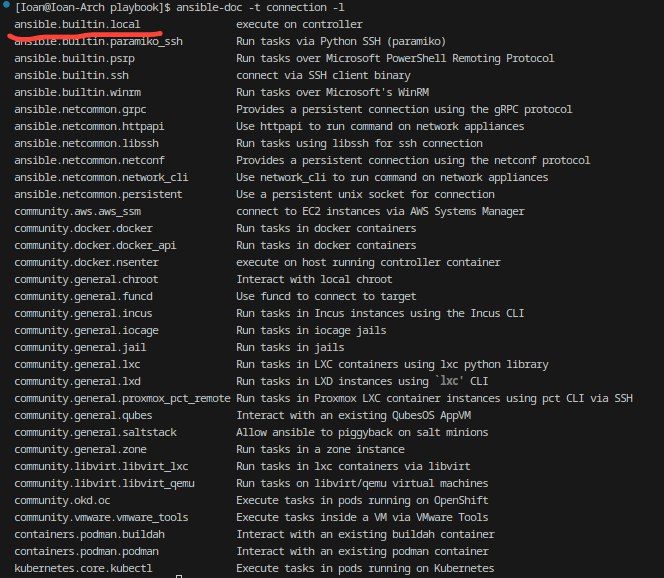 [Ioan@Ioan-Arch playbook]$ ansible-doc -t connection -l
ansible.builtin.local execute on controller
ansible.builtin.paramiko_ssh Run tasks via Python SSH (paramiko)
ansible.builtin.psrp Run tasks over Microsoft PowerShell Remoting Protocol
ansible.builtin.ssh connect via SSH client binary
ansible.builtin.winrm Run tasks over Microsoft's WinRM
ansible.netcommon.grpc Provides a persistent connection using the gRPC protocol
ansible.netcommon.httpapi Use httpapi to run command on network appliances
ansible.netcommon.libssh Run tasks using libssh for ssh connection
ansible.netcommon.netconf Provides a persistent connection using the netconf protocol
ansible.netcommon.network_cli Use network_cli to run command on network appliances
ansible.netcommon.persistent Use a persistent unix socket for connection
community.aws.aws_ssm connect to EC2 instances via AWS Systems Manager
community.docker.docker Run tasks in docker containers
community.docker.docker_api Run tasks in docker containers
community.docker.nsenter execute on host running controller container
community.general.chroot Interact with local chroot
community.general.funcd Use funcd to connect to target
community.general.incus Run tasks in Incus instances using the Incus CLI
community.general.iocage Run tasks in iocage jails
community.general.jail Run tasks in jails
community.general.lxc Run tasks in LXC containers using lxc python library
community.general.lxd Run tasks in LXD instances using `lxc' CLI
community.general.proxmox_pct_remote Run tasks in Proxmox LXC container instances using pct CLI via SSH
community.general.qubes Interact with an existing QubesOS AppVM
community.general.saltstack Allow ansible to piggyback on salt minions
community.general.zone Run tasks in a zone instance
community.libvirt.libvirt_lxc Run tasks in lxc containers via libvirt
community.libvirt.libvirt_qemu Run tasks on libvirt/qemu virtual machines
community.okd.oc Execute tasks in pods running on OpenShift
community.vmware.vmware_tools Execute tasks inside a VM via VMware Tools
containers.podman.buildah Interact with an existing buildah container
containers.podman.podman Interact with an existing podman container
kubernetes.core.kubectl Execute tasks in pods running on Kubernetes